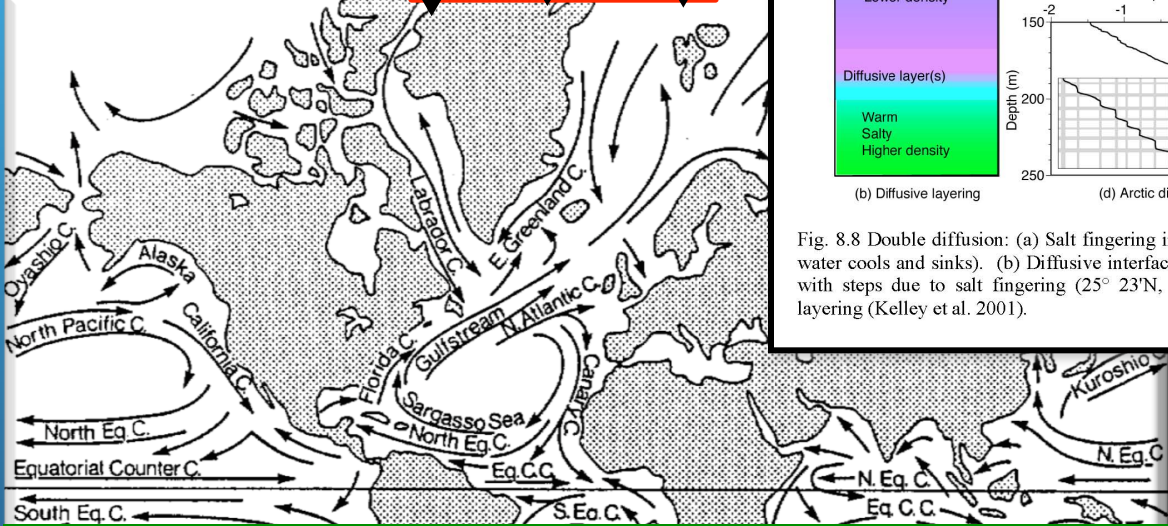 Lower density
Diffusive layer(s)
Warm
Salty
Higher density
(b) Diffusive layering
-2
-1
150
200
250
Depth (m)
(d) Arctic di
Fig. 8.8 Double diffusion: (a) Salt fingering i
water cools and sinks). (b) Diffusive interfac
with steps due to salt fingering (25° 23'N,
layering (Kelley et al. 2001).
Labrador C.
E. Greenland C.
Oyashio C.
Alaska
California C.
North Pacific C.
Florida C.
Gulfstream
N. Atlantic C.
Canary C.
Sargasso Sea
North Eq. C.
North Eq. C.
Equatorial Counter C.
Eq. C.C.
South Eq. C.
S. Eq. C.
Kuroshio C
N. Eq. C
N. Eq. C.
Eq. C. C.